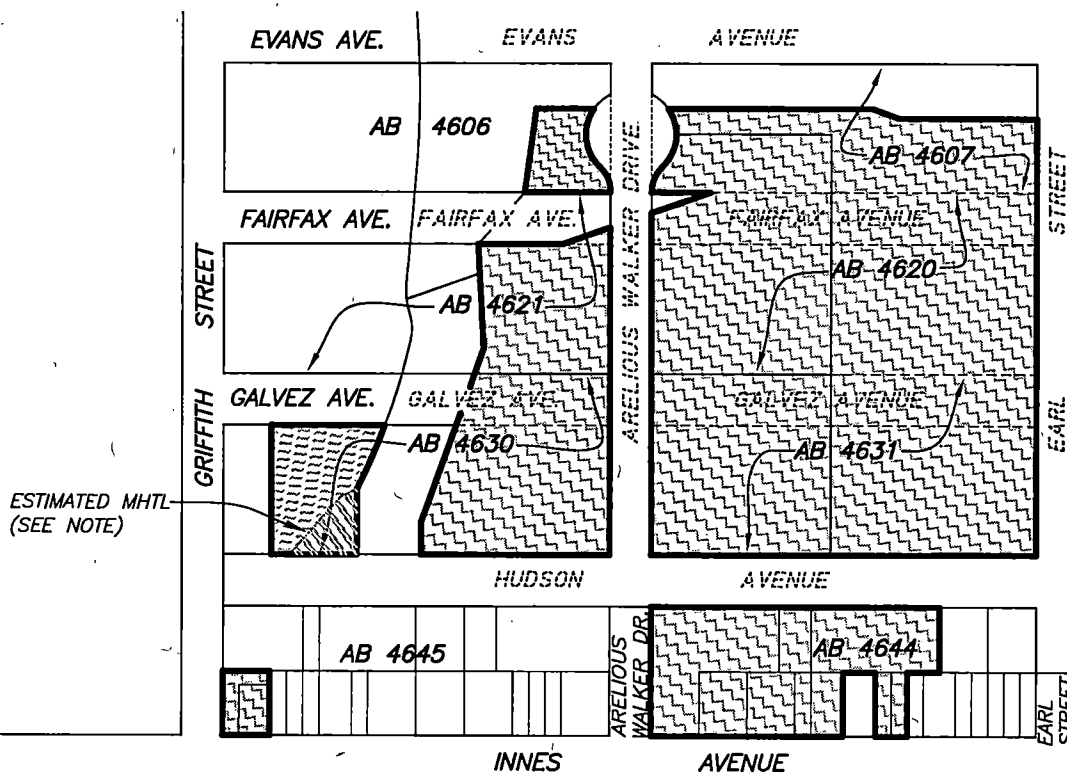 EVANS AVE.
EVANS
AVENUE
AB 4606
AB 4607
FAIRFAX AVE.
FAIRFAX AVE.
FAIRFAX AVENUE
STREET
GRIFFITH
STREET
EARL
ARELIOUS WALKER DRIVE
AB 4621
AB 4620
GALVEZ AVE.
GALVEZ AVE.
GALVEZ AVENUE
AB 4630
AB 4631
ESTIMATED MHTL
(SEE NOTE)
HUDSON
AVENUE
AB 4645
ARELIOUS
WALKER DR.
AB 4644
EARL
STREET
INNES
AVENUE